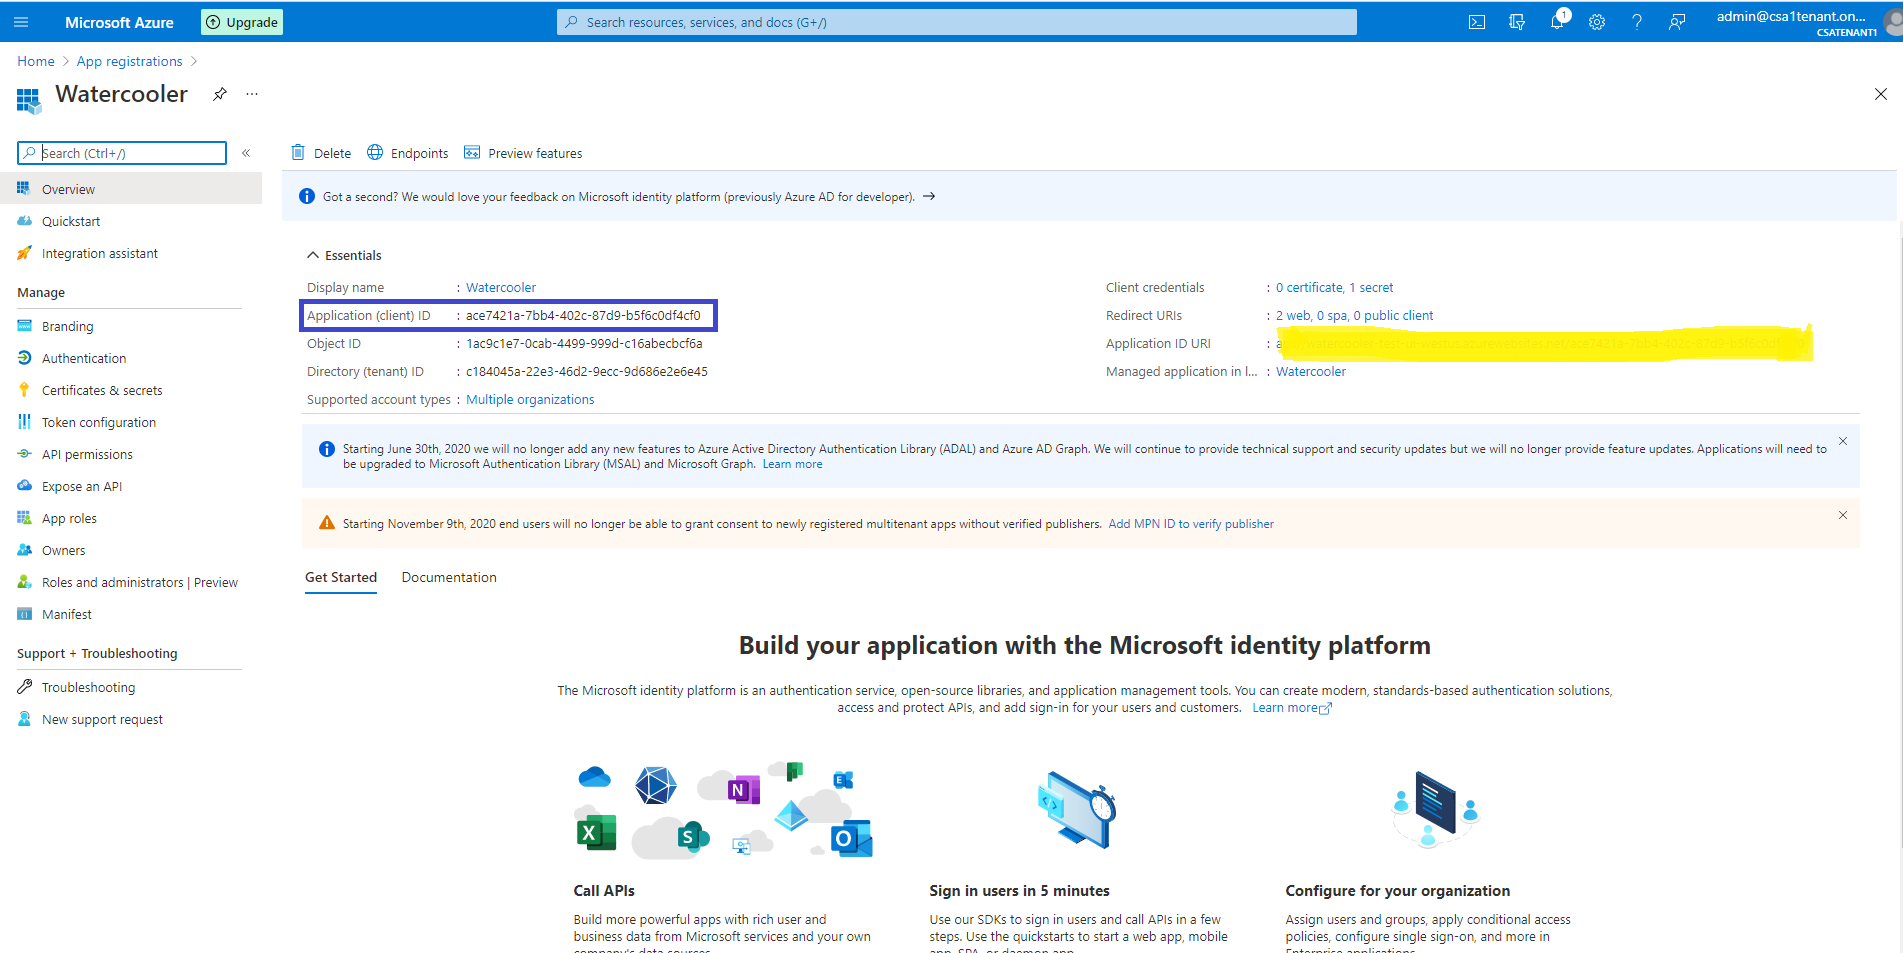 Microsoft Azure
Upgrade
Search resources, services, and docs (G+/)
1
admin@csa1tenant.on...
CSATENANT1
Home > App registrations >
Watercooler
...
Search (Ctrl+/)
«
Overview
Quickstart
Integration assistant
Manage
Branding
Authentication
Certificates & secrets
Token configuration
API permissions
Expose an API
App roles
Owners
Roles and administrators | Preview
Manifest
Support + Troubleshooting
Troubleshooting
New support request
Delete
Endpoints
Preview features
Got a second? We would love your feedback on Microsoft identity platform (previously Azure AD for developer). →
Essentials
Display name : Watercooler
Application (client) ID : ace7421a-7bb4-402c-87d9-b5f6c0df4cf0
Object ID : 1ac9c1e7-0cab-4499-999d-c16abecbcf6a
Directory (tenant) ID : c184045a-22e3-46d2-9ecc-9d686e2e6e45
Supported account types : Multiple organizations
Client credentials : 0 certificate, 1 secret
Redirect URIs : 2 web, 0 spa, 0 public client
Application ID URI :
Managed application in l... : Watercooler
Starting June 30th, 2020 we will no longer add any new features to Azure Active Directory Authentication Library (ADAL) and Azure AD Graph. We will continue to provide technical support and security updates but we will no longer provide feature updates. Applications will need to
be upgraded to Microsoft Authentication Library (MSAL) and Microsoft Graph. Learn more
Starting November 9th, 2020 end users will no longer be able to grant consent to newly registered multitenant apps without verified publishers. Add MPN ID to verify publisher
Get Started
Documentation
Build your application with the Microsoft identity platform
The Microsoft identity platform is an authentication service, open-source libraries, and application management tools. You can create modern, standards-based authentication solutions,
access and protect APIs, and add sign-in for your users and customers. Learn more
N
E
X
S
O
Call APIs
Build more powerful apps with rich user and
business data from Microsoft services and your own
company's data sources.
Sign in users in 5 minutes
Use our SDKs to sign in users and call APIs in a few
steps. Use the quickstarts to start a web app, mobile
app, SPA, or daemon app.
Configure for your organization
Assign users and groups, apply conditional access
policies, configure single sign-on, and more in
Enterprise applications.